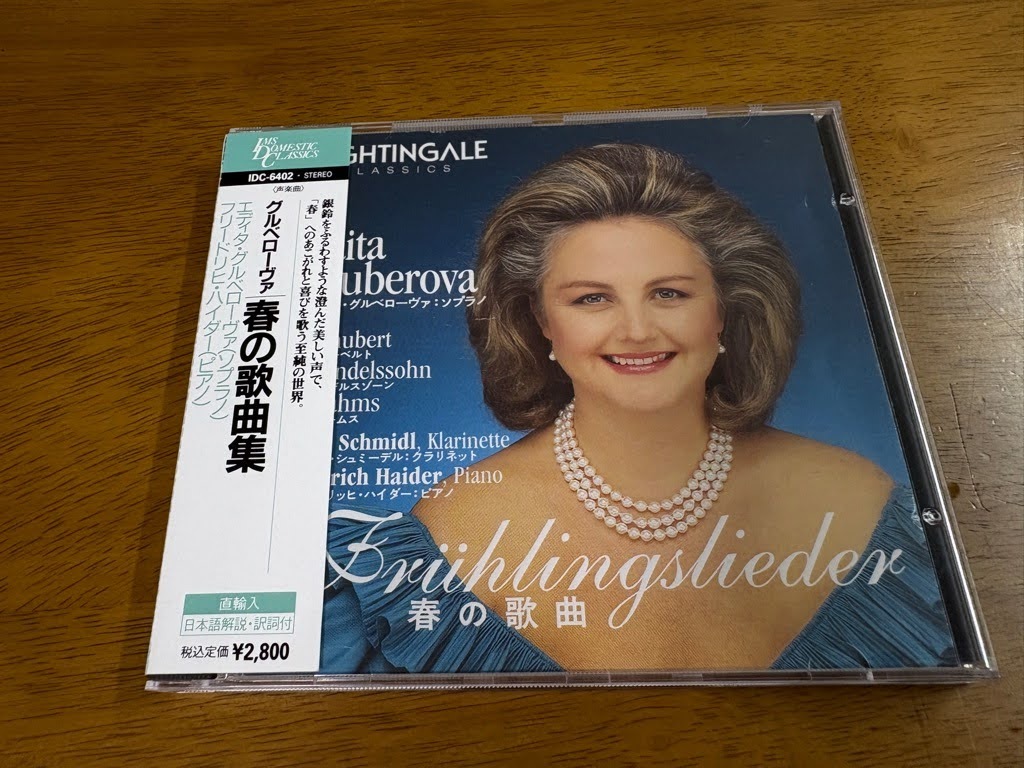 IMS
DOMESTIC
CLASSICS
IDC-6402・STEREO
〈声楽曲〉
銀鈴をふるわすような澄んだ美しい声で、
「春」へのあこがれと喜びを歌う至純の世界。
グルベローヴァ/春の歌曲集
エディタ・グルベローヴァ(ソプラノ)
フリードリヒ・ハイダー(ピアノ)
直輸入
日本語解説・訳詞付
税込定価 ¥2,800
GHTINGALE
LASSICS
ita
uberova
・グルベローヴァ:ソプラノ
hubert
ベルト
ndelssohn
デルスゾーン
ahms
ムス
Schmidl, Klarinette
・シュミーデル:クラリネット
rich Haider, Piano
リッヒ・ハイダー:ピアノ
Frühlingslieder
春の歌曲